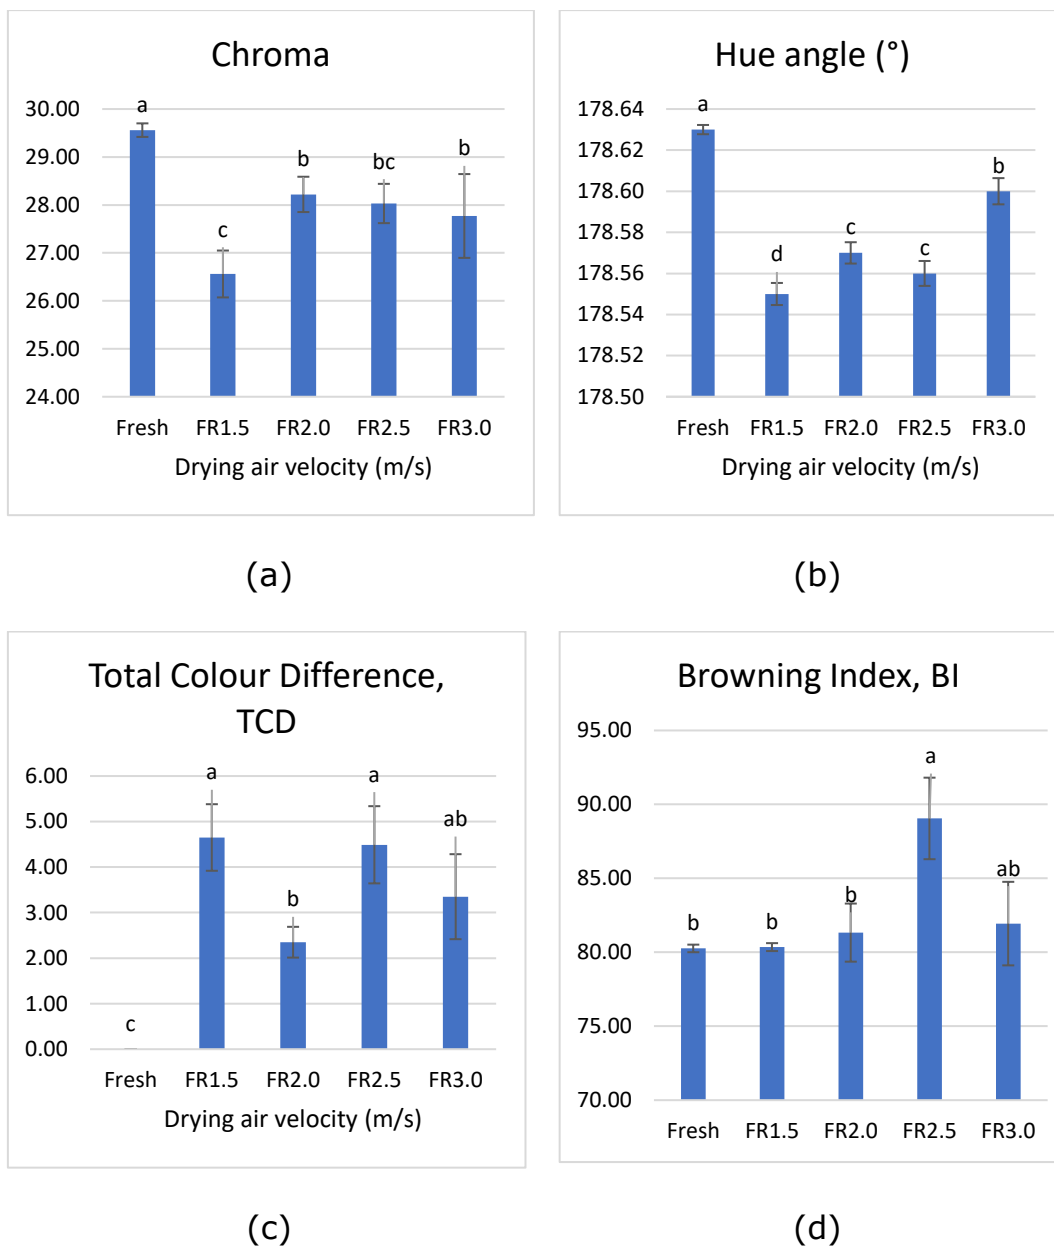 Chroma
30.00
29.00
28.00
27.00
26.00
25.00
24.00
a
c
b
bc
b
Fresh FR1.5 FR2.0 FR2.5 FR3.0
Drying air velocity (m/s)
(a)
Hue angle (°)
178.64
178.62
178.60
178.58
178.56
178.54
178.52
178.50
a
d
c
c
b
Fresh FR1.5 FR2.0 FR2.5 FR3.0
Drying air velocity (m/s)
(b)
Total Colour Difference,
TCD
6.00
5.00
4.00
3.00
2.00
1.00
0.00
c
a
b
a
ab
Fresh FR1.5 FR2.0 FR2.5 FR3.0
Drying air velocity (m/s)
(c)
Browning Index, BI
95.00
90.00
85.00
80.00
75.00
70.00
b
b
b
a
ab
Fresh FR1.5 FR2.0 FR2.5 FR3.0
(d)